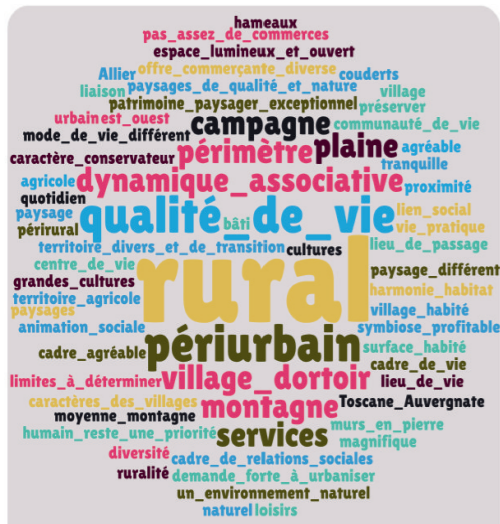 hameaux
pas_assez_de_commerces
espace_lumineux_et_ouvert
Allier offre_commerçante_diverse couderts
liaison paysages_de_qualité_et_nature village
patrimoine_paysager_exceptionnel préserver
urbain est_ouest campagne communauté_de_vie
mode_de_vie_différent périmètre plaine agréable
caractère_conservateur tranquille
agricole dynamique_associative proximité
quotidien lien_social
paysage qualité_de_vie bâti vie_pratique
périrural lieu_de_passage
territoire_divers_et_de_transition cultures
centre_de_vie rural paysage_différent
grandes_cultures harmonie_habitat
territoire_agricole
paysages village_habité
animation_sociale symbiose_profitable
cadre_agréable périurbain surface_habité
cadre_de_vie
limites_à_déterminer village_dortoir lieu_de_vie
caractères_des_villages montagne Toscane_Auvergnate
moyenne_montagne
humain_reste_une_priorité services murs_en_pierre
magnifique
diversité cadre_de_relations_sociales
ruralité demande_forte_à_urbaniser
un_environnement_naturel
naturel loisirs